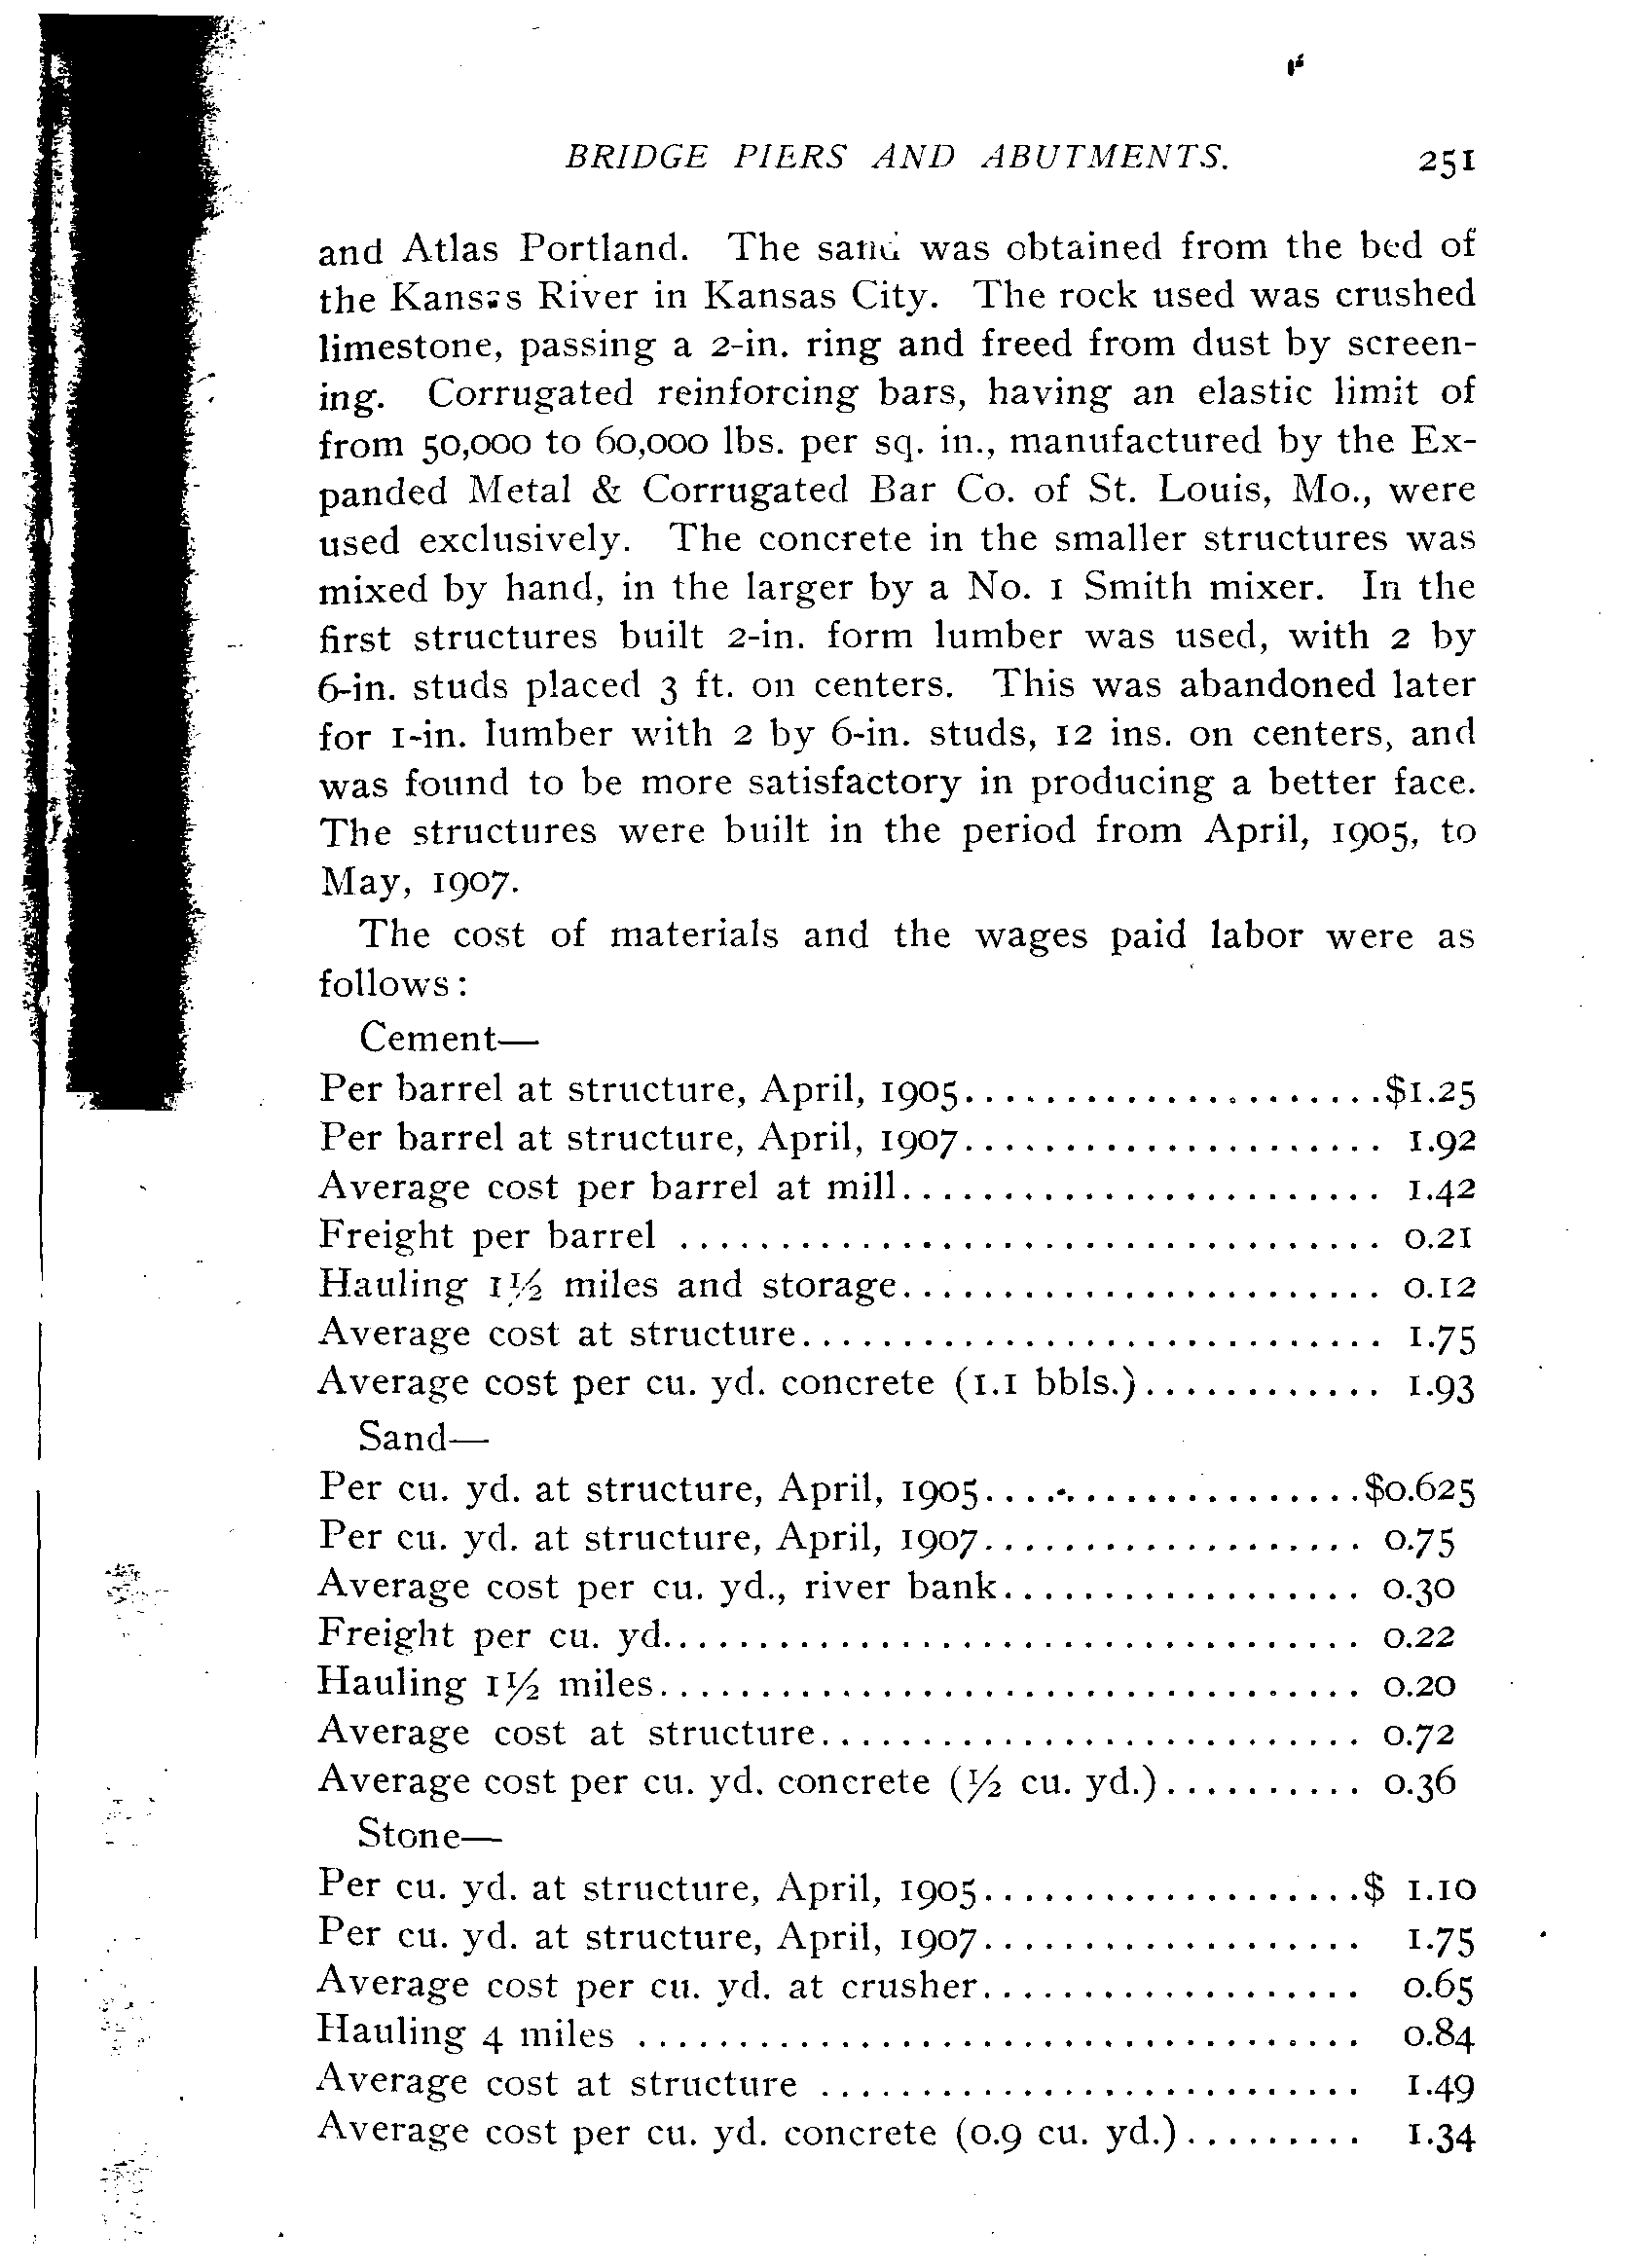 BRIDGE PIERS AND ABUTMENTS. 251
and Atlas Portland. The sand was obtained from the bed of
the Kansas River in Kansas City. The rock used was crushed
limestone, passing a 2-in. ring and freed from dust by screen-
ing. Corrugated reinforcing bars, having an elastic limit of
from 50,000 to 60,000 lbs. per sq. in., manufactured by the Ex-
panded Metal & Corrugated Bar Co. of St. Louis, Mo., were
used exclusively. The concrete in the smaller structures was
mixed by hand, in the larger by a No. 1 Smith mixer. In the
first structures built 2-in. form lumber was used, with 2 by
6-in. studs placed 3 ft. on centers. This was abandoned later
for 1-in. lumber with 2 by 6-in. studs, 12 ins. on centers, and
was found to be more satisfactory in producing a better face.
The structures were built in the period from April, 1905, to
May, 1907.
The cost of materials and the wages paid labor were as
follows:
Cement—
Per barrel at structure, April, 1905.....................$1.25
Per barrel at structure, April, 1907..................... 1.92
Average cost per barrel at mill........................ 1.42
Freight per barrel ................................... 0.21
Hauling 1½ miles and storage........................ 0.12
Average cost at structure............................. 1.75
Average cost per cu. yd. concrete (1.1 bbls.)............ 1.93
Sand—
Per cu. yd. at structure, April, 1905...................$0.625
Per cu. yd. at structure, April, 1907................... 0.75
Average cost per cu. yd., river bank.................. 0.30
Freight per cu. yd................................... 0.22
Hauling 1½ miles................................... 0.20
Average cost at structure........................... 0.72
Average cost per cu. yd. concrete (½ cu. yd.).......... 0.36
Stone—
Per cu. yd. at structure, April, 1905...................$ 1.10
Per cu. yd. at structure, April, 1907................... 1.75
Average cost per cu. yd. at crusher................... 0.65
Hauling 4 miles .................................... 0.84
Average cost at structure ........................... 1.49
Average cost per cu. yd. concrete (0.9 cu. yd.)......... 1.34